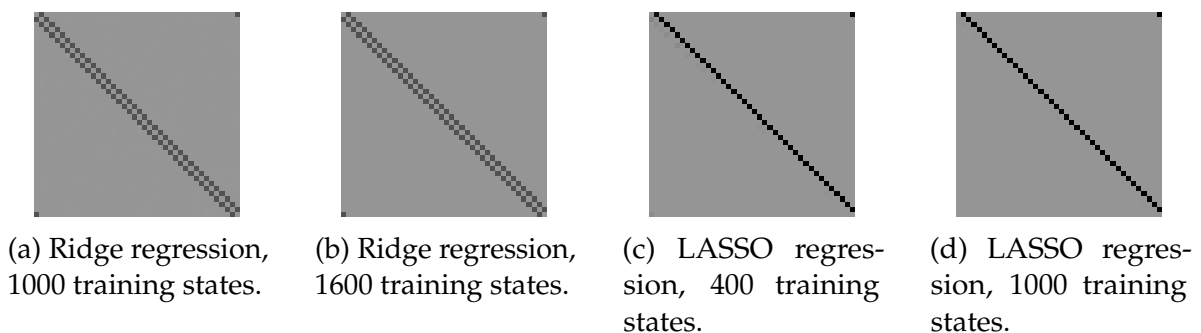 (a) Ridge regression,
1000 training states.
(b) Ridge regression,
1600 training states.
(c) LASSO regres-
sion, 400 training
states.
(d) LASSO regres-
sion, 1000 training
states.